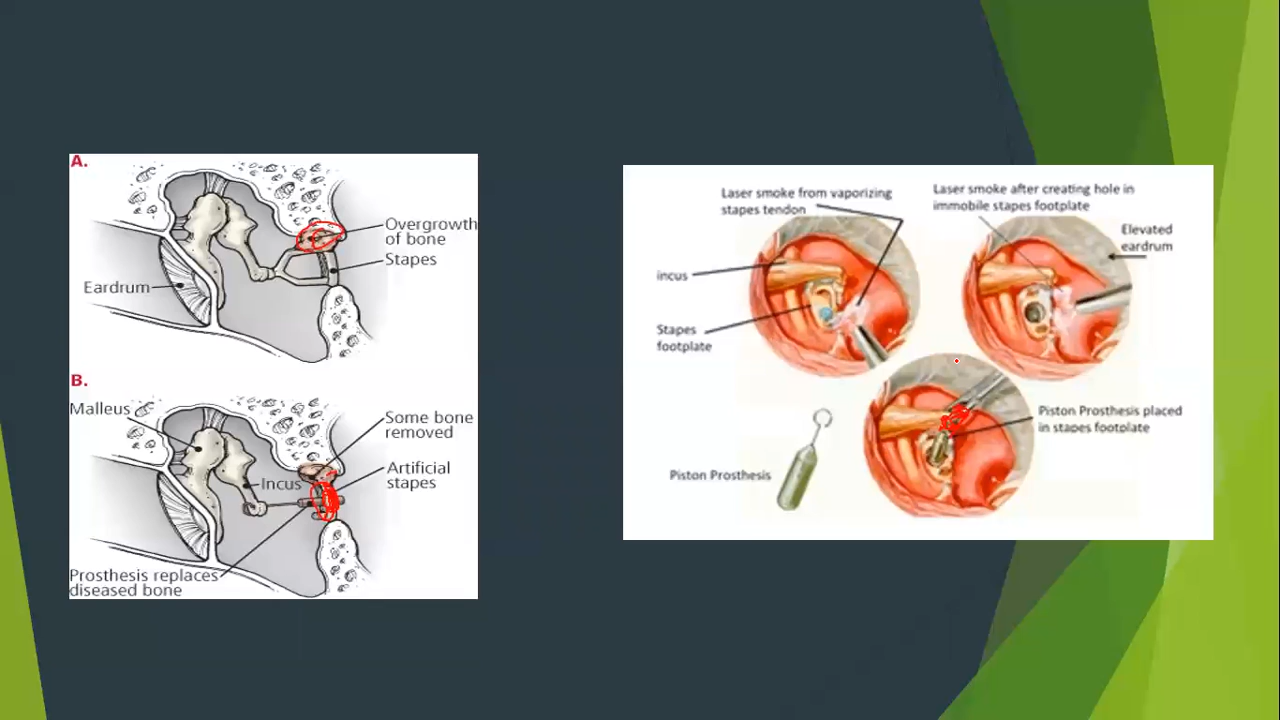 A.
Overgrowth
of bone
Stapes
Eardrum
B.
Malleus
Some bone
removed
Artificial
stapes
Incus
Prosthesis replaces
diseased bone
Laser smoke from vaporizing
stapes tendon
Laser smoke after creating hole in
immobile stapes footplate
Elevated
eardrum
incus
Stapes
footplate
Piston Prosthesis placed
in stapes footplate
Piston Prosthesis